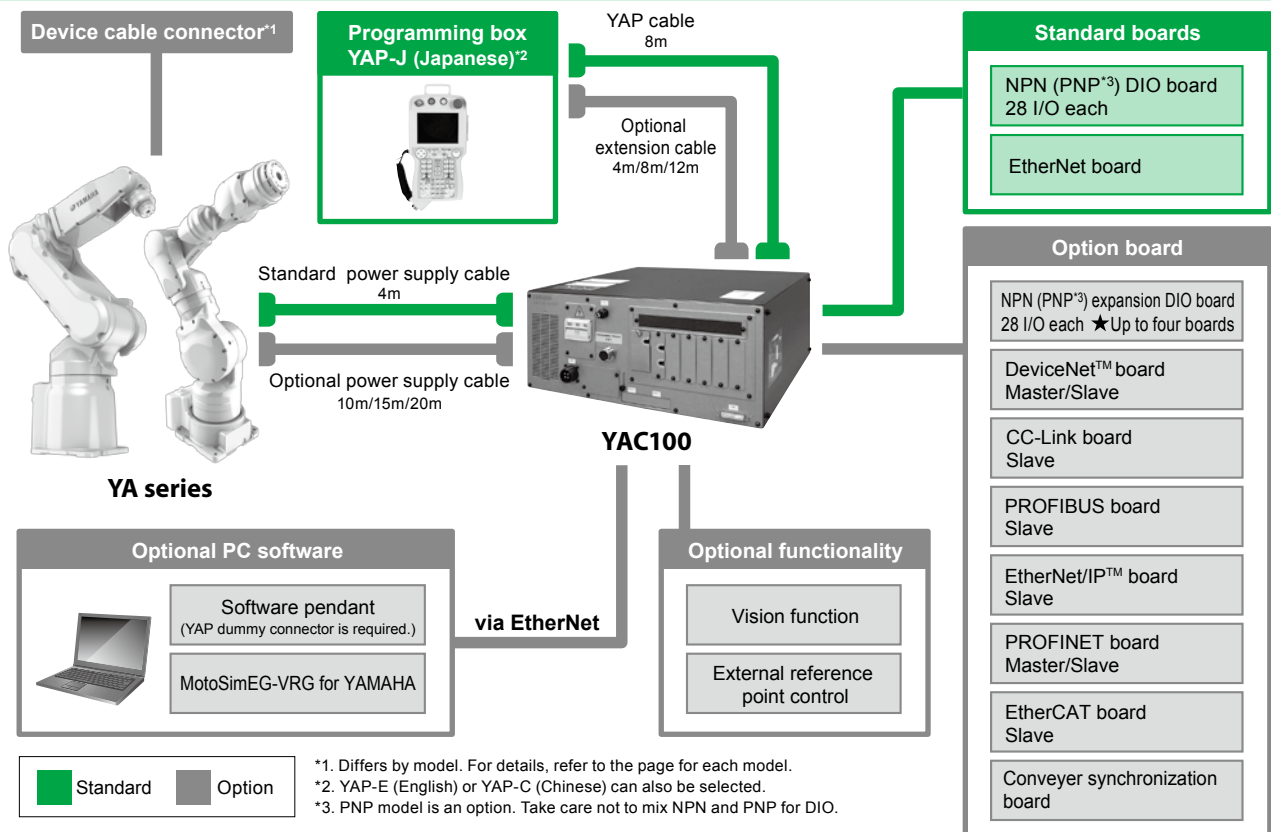 Device cable connector*1
Programming box
YAP-J (Japanese)*2
YAP cable
8m
Optional
extension cable
4m/8m/12m
Standard boards
NPN (PNP*3) DIO board
28 I/O each
EtherNet board
YAMAHA
Standard power supply cable
4m
Optional power supply cable
10m/15m/20m
YA series
YAC100
Option board
NPN (PNP*3) expansion DIO board
28 I/O each ★Up to four boards
DeviceNet™ board
Master/Slave
CC-Link board
Slave
PROFIBUS board
Slave
EtherNet/IP™ board
Slave
PROFINET board
Master/Slave
EtherCAT board
Slave
Conveyer synchronization
board
Optional PC software
Software pendant
(YAP dummy connector is required.)
MotoSimEG-VRG for YAMAHA
via EtherNet
Optional functionality
Vision function
External reference
point control
Standard
Option
*1. Differs by model. For details, refer to the page for each model.
*2. YAP-E (English) or YAP-C (Chinese) can also be selected.
*3. PNP model is an option. Take care not to mix NPN and PNP for DIO.